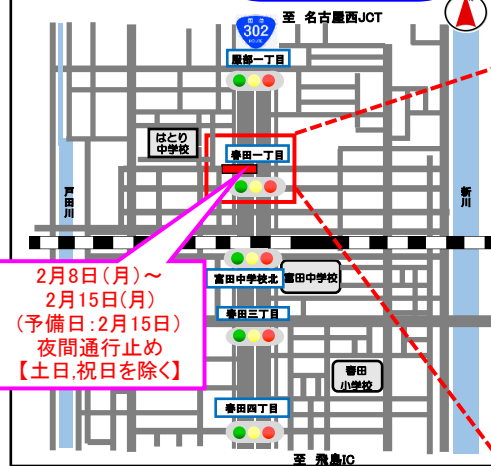 至 名古屋西JCT
国道
302
ROUTE
服部一丁目
はとり
中学校
春田一丁目
戸田川
新川
2月8日(月)~
2月15日(月)
(予備日:2月15日)
夜間通行止め
【土日,祝日を除く】
富田中学校北
富田中学校
春田三丁目
春田
小学校
春田四丁目
至 飛島IC